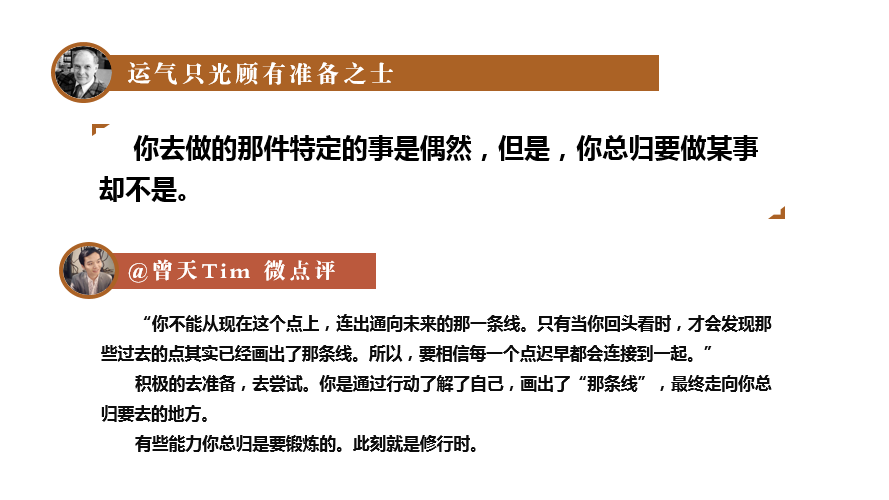 运气只光顾有准备之士
你去做的那件特定的事是偶然，但是，你总归要做某事
却不是。
@曾天Tim 微点评
“你不能从现在这个点上，连出通向未来的那一条线。只有当你回头看时，才会发现那
些过去的点其实已经画出了那条线。所以，要相信每一个点迟早都会连接到一起。”
积极的去准备，去尝试。你是通过行动了解了自己，画出了“那条线”，最终走向你总
归要去的地方。
有些能力你总归是要锻炼的。此刻就是修行时。